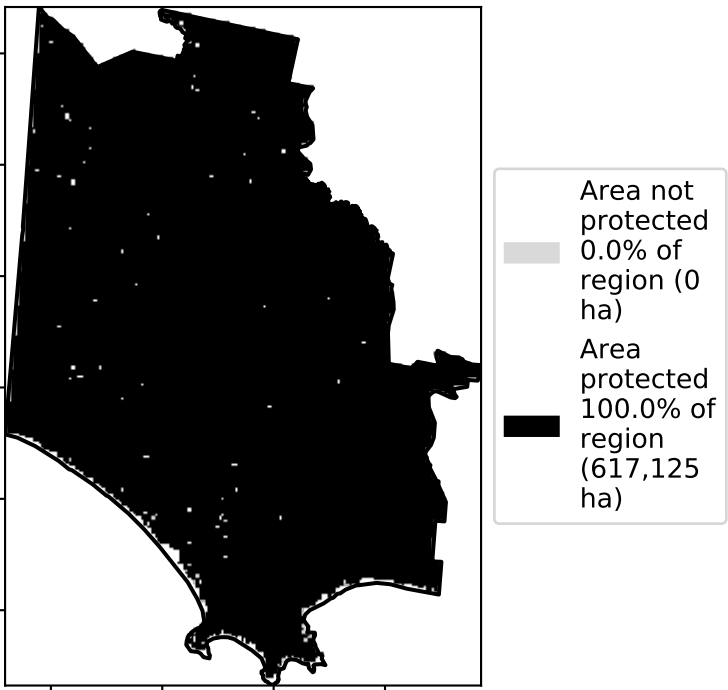 Area not
protected
0.0% of
region (0
ha)
Area
protected
100.0% of
region
(617,125
ha)